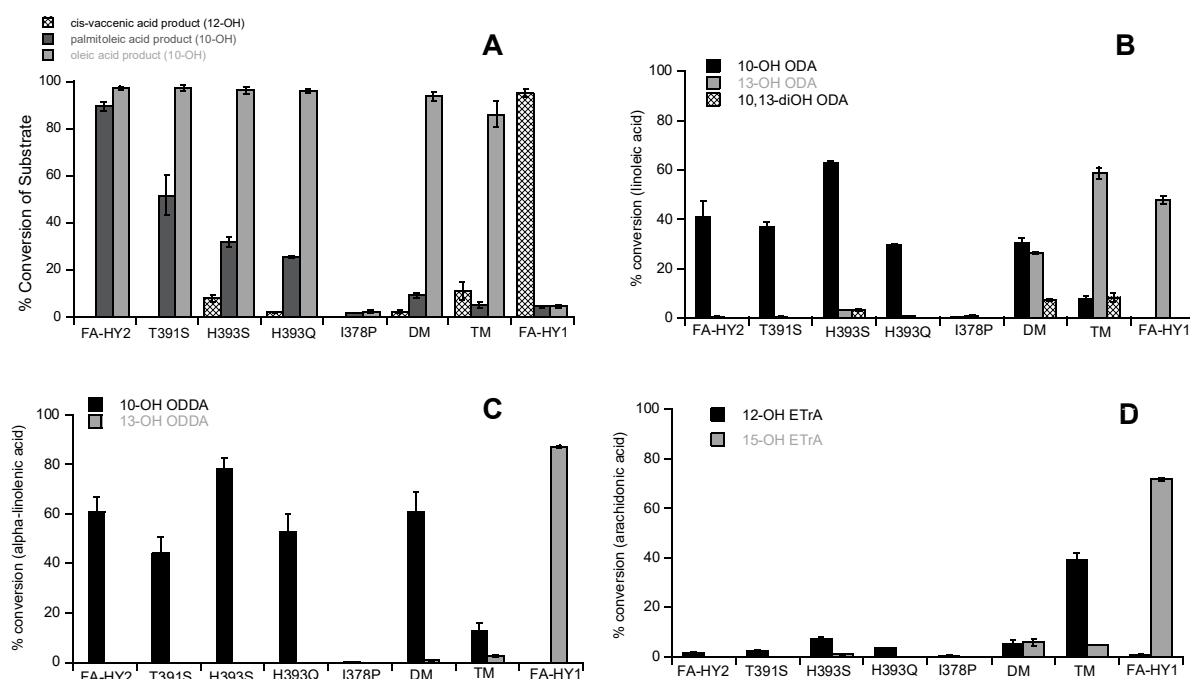 cis-vaccenic acid product (12-OH)
palmitoleic acid product (10-OH)
oleic acid product (10-OH)
A
% Conversion of Substrate
100
80
60
40
20
0
FA-HY2 T391S H393S H393Q I378P DM TM FA-HY1
B
10-OH ODA
13-OH ODA
10,13-diOH ODA
% conversion (linoleic acid)
100
80
60
40
20
0
FA-HY2 T391S H393S H393Q I378P DM TM FA-HY1
C
10-OH ODDA
13-OH ODDA
% conversion (alpha-linolenic acid)
100
80
60
40
20
0
FA-HY2 T391S H393S H393Q I378P DM TM FA-HY1
D
12-OH ETrA
15-OH ETrA
% conversion (arachidonic acid)
100
80
60
40
20
0
FA-HY2 T391S H393S H393Q I378P DM TM FA-HY1